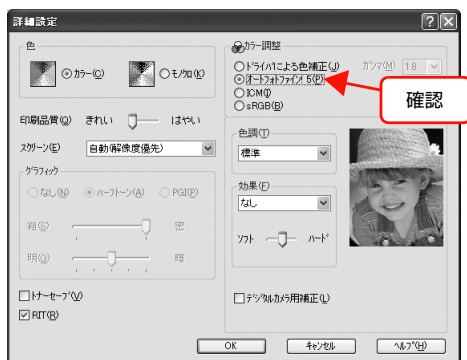 詳細設定
色
カラー(C)
モノクロ(K)
印刷品質(Q) きれい はやい
スクリーン(E) 自動(解像度優先)
グラフィック
なし(N) ハーフトーン(A) PGI(P)
粗(S) 密
明(G) 暗
トナーセーブ(V)
RIT(R)
カラー調整
ドライバによる色補正(J) ガンマ(M) 1.8
オートフォトファイン!5(P)
ICM(I)
sRGB(B)
確認
色調(T)
標準
効果(F)
なし
ソフト ハード
デジタルカメラ用補正(L)
OK キャンセル ヘルプ(H)